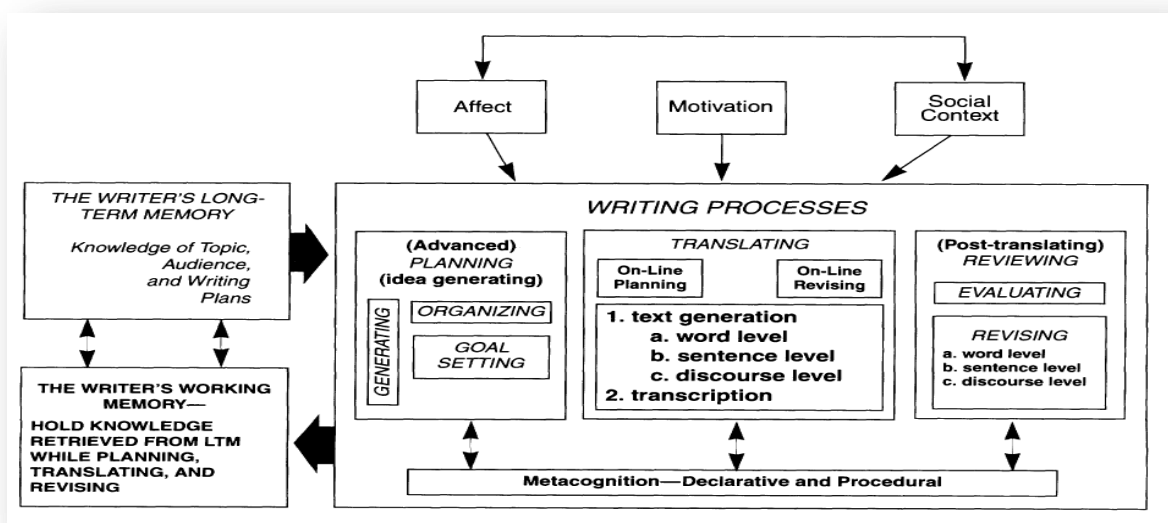 Affect
Motivation
Social
Context
THE WRITER'S LONG-
TERM MEMORY
Knowledge of Topic,
Audience,
and Writing
Plans
THE WRITER'S WORKING
MEMORY—
HOLD KNOWLEDGE
RETRIEVED FROM LTM
WHILE PLANNING,
TRANSLATING, AND
REVISING
WRITING PROCESSES
(Advanced)
PLANNING
(idea generating)
GENERATING
ORGANIZING
GOAL
SETTING
TRANSLATING
On-Line
Planning
On-Line
Revising
1. text generation
a. word level
b. sentence level
c. discourse level
2. transcription
(Post-translating)
REVIEWING
EVALUATING
REVISING
a. word level
b. sentence level
c. discourse level
Metacognition—Declarative and Procedural